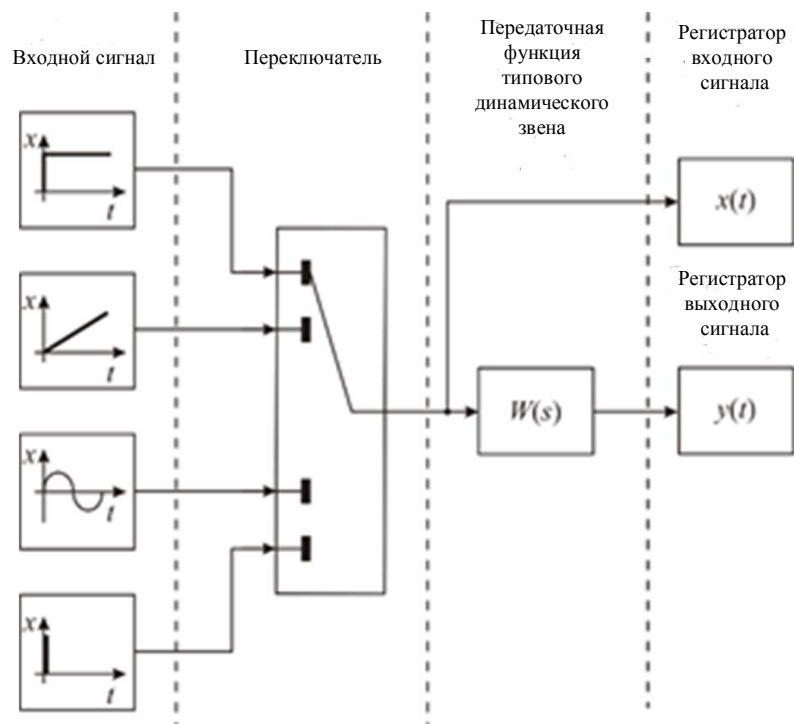 Входной сигнал
Переключатель
Передаточная
функция
типового
динамического
звена
Регистратор
входного
сигнала
x
t
x
t
x
t
x
t
W(s)
x(t)
Регистратор
выходного
сигнала
y(t)